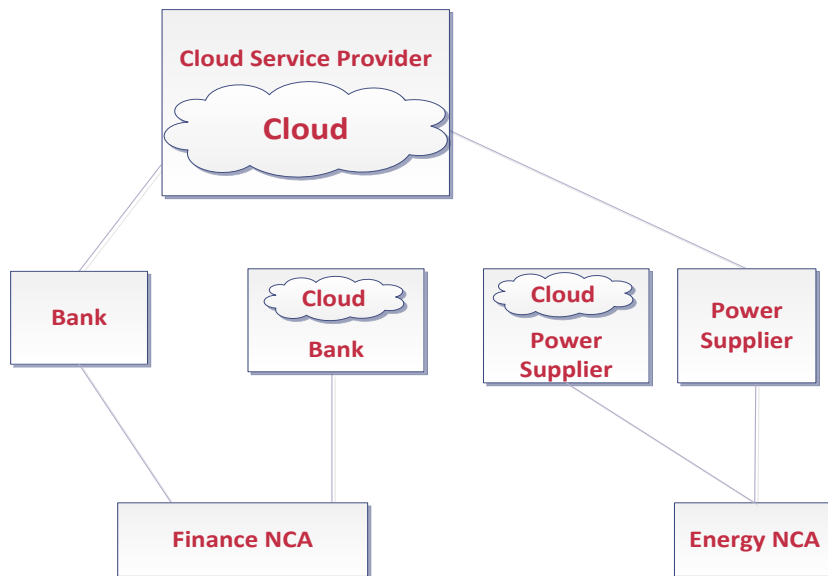 Cloud Service Provider
Cloud
Bank
Cloud
Bank
Cloud
Power
Supplier
Power
Supplier
Finance NCA
Energy NCA